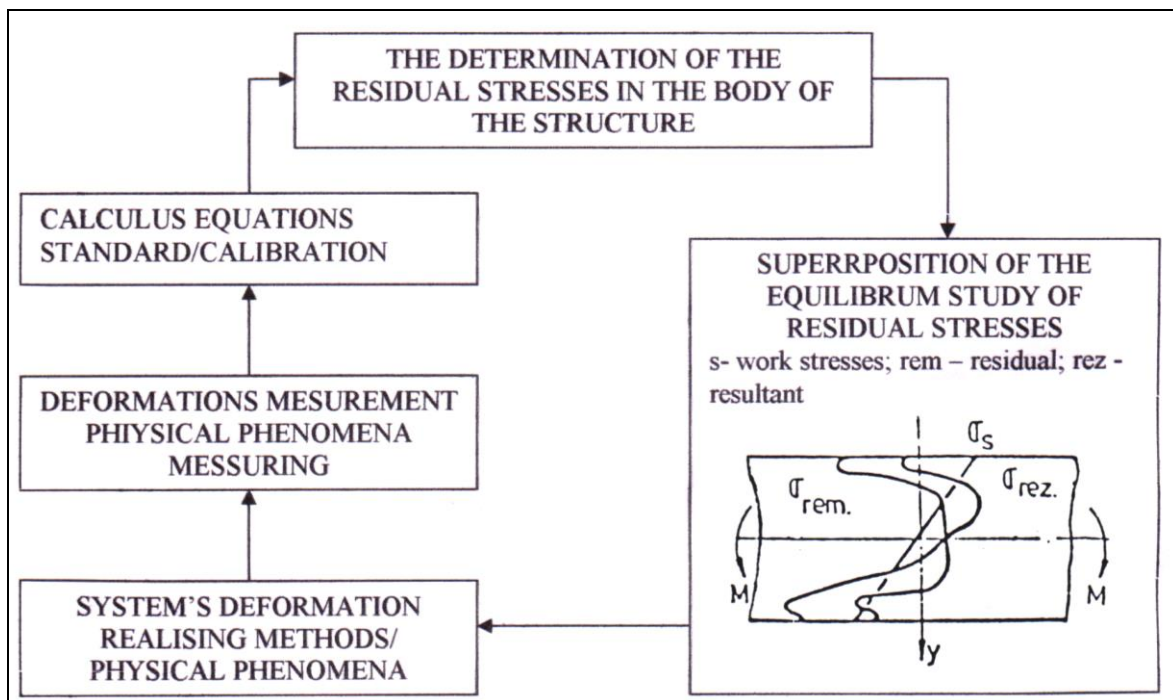 THE DETERMINATION OF THE
RESIDUAL STRESSES IN THE BODY OF
THE STRUCTURE
CALCULUS EQUATIONS
STANDARD/CALIBRATION
SUPERRPOSITION OF THE
EQUILIBRUM STUDY OF
RESIDUAL STRESSES
s- work stresses; rem – residual; rez -
resultant
DEFORMATIONS MESUREMENT
PHIYSICAL PHENOMENA
MESSURING
SYSTEM'S DEFORMATION
REALISING METHODS/
PHYSICAL PHENOMENA
σs
σrem.
σrez.
M
M
y